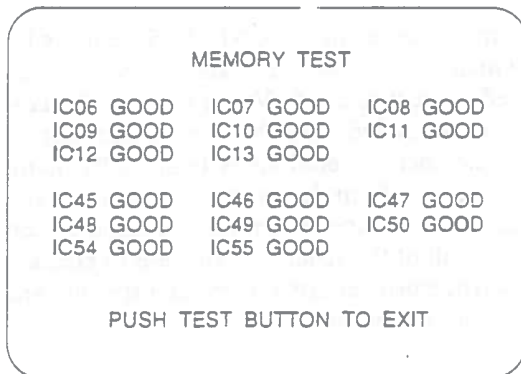 MEMORY TEST
IC06 GOOD IC07 GOOD IC08 GOOD
IC09 GOOD IC10 GOOD IC11 GOOD
IC12 GOOD IC13 GOOD
IC45 GOOD IC46 GOOD IC47 GOOD
IC48 GOOD IC49 GOOD IC50 GOOD
IC54 GOOD IC55 GOOD
PUSH TEST BUTTON TO EXIT